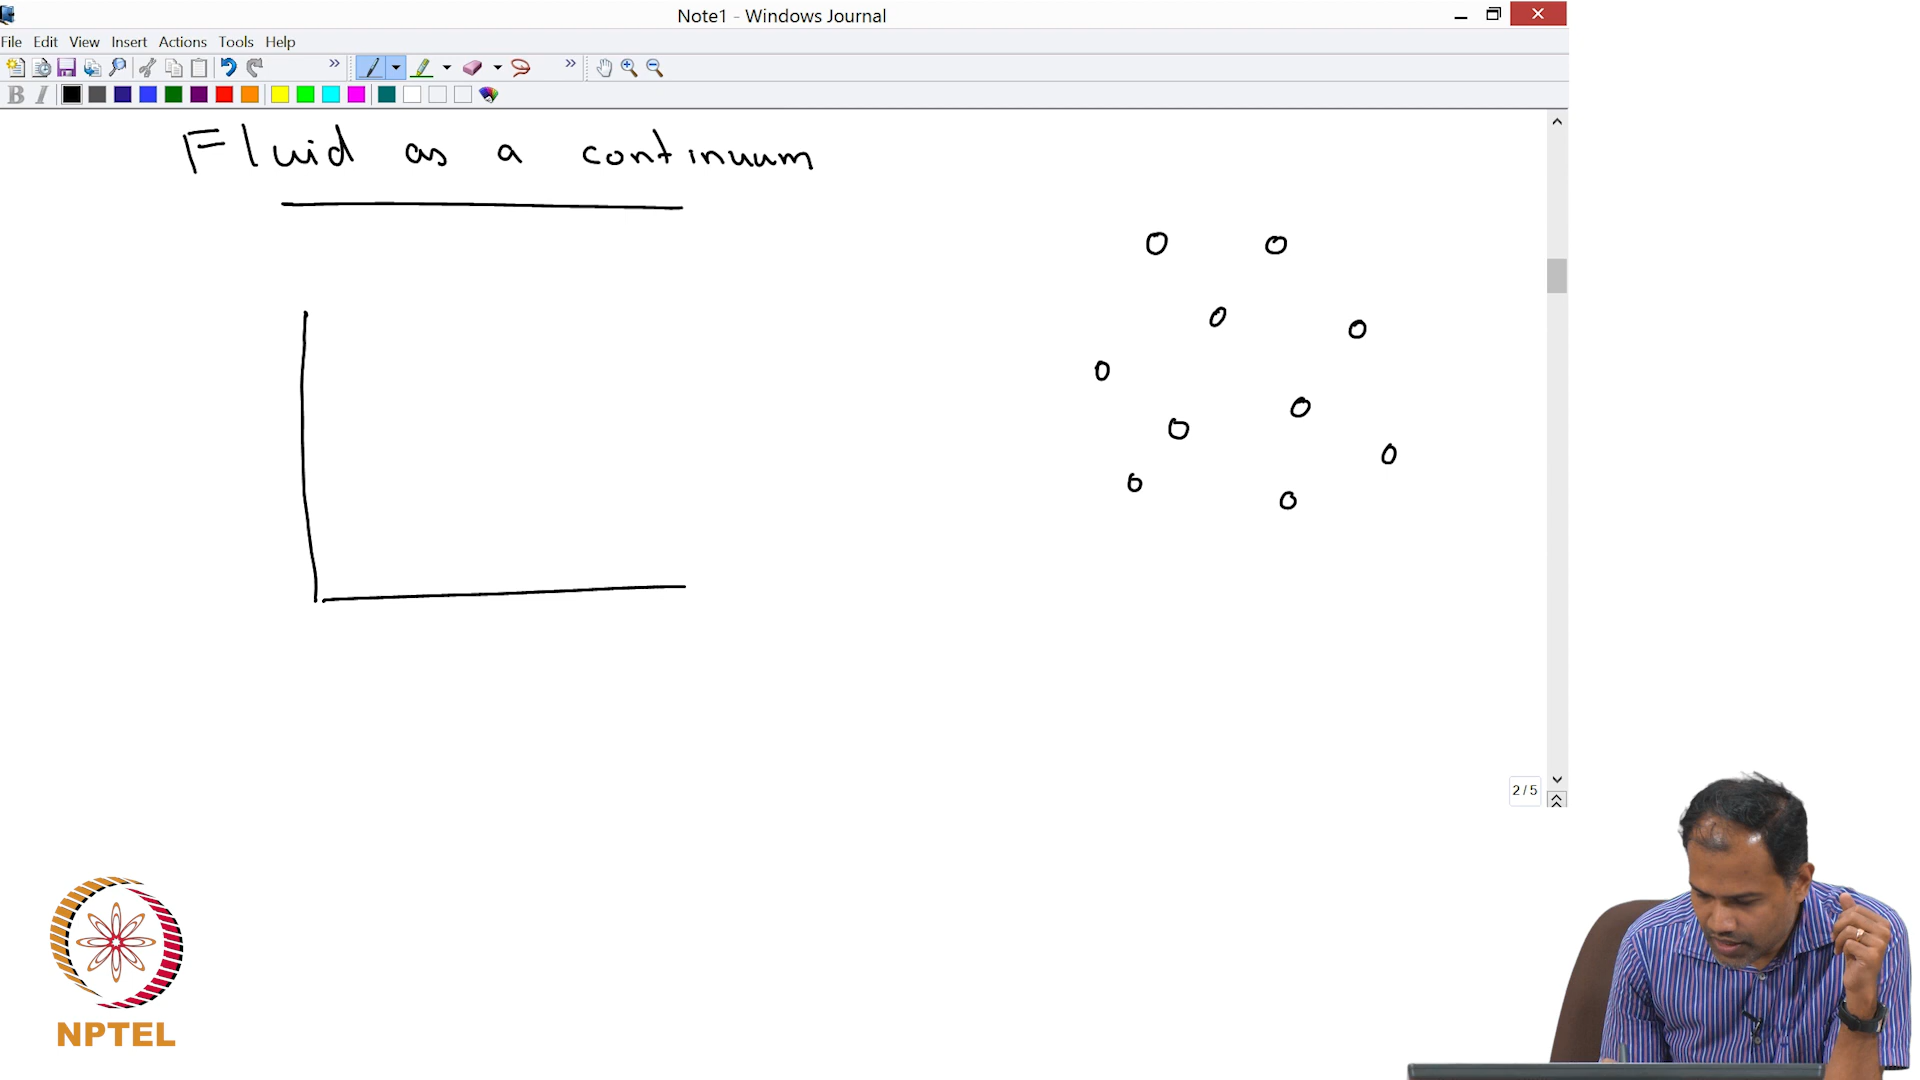 Note1 - Windows Journal
File Edit View Insert Actions Tools Help
B I
Fluid as a continuum
2 / 5
NPTEL